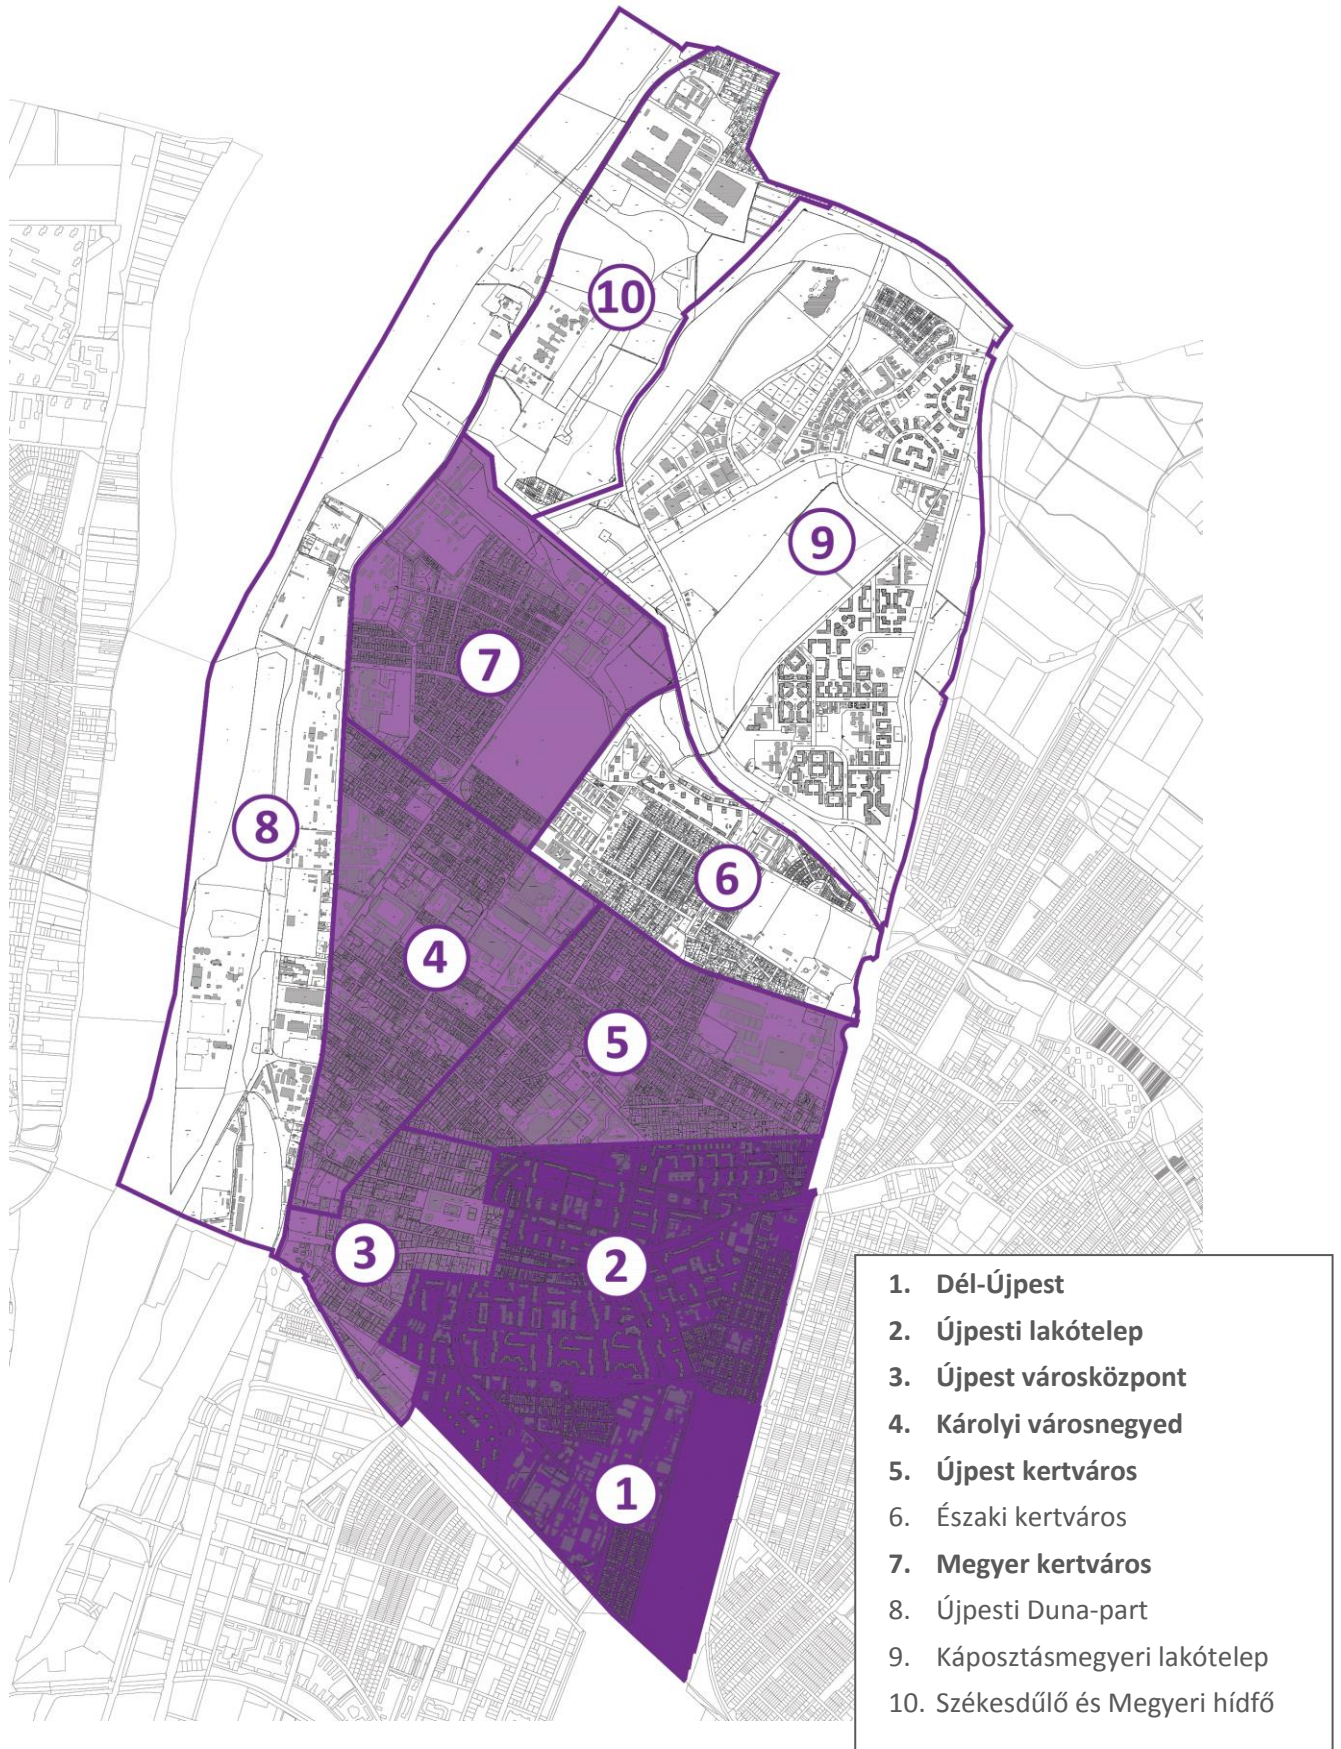 10
9
7
8
6
4
5
3
2
1
1. Dél-Újpest
2. Újpesti lakótelep
3. Újpest városközpont
4. Károlyi városnegyed
5. Újpest kertváros
6. Északi kertváros
7. Megyer kertváros
8. Újpesti Duna-part
9. Káposztásmegyeri lakótelep
10. Székesdűlő és Megyeri hídfő